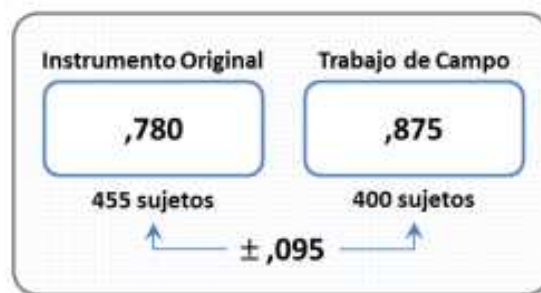 Instrumento Original Trabajo de Campo
,780 ,875
455 sujetos 400 sujetos
± ,095